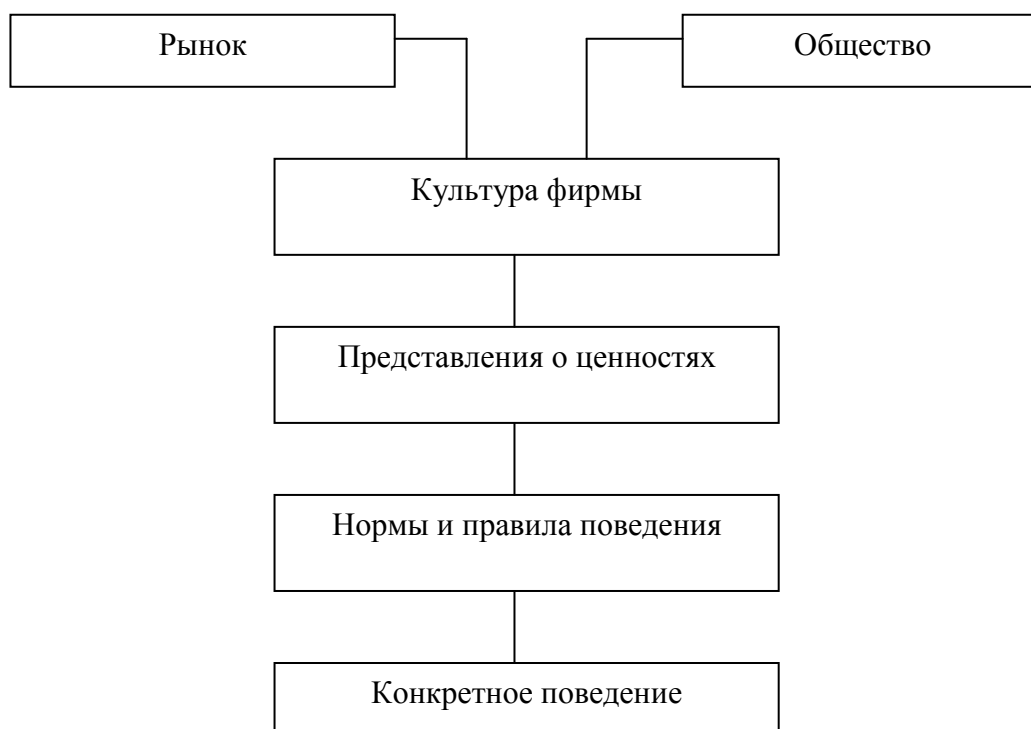 Рынок
Общество
Культура фирмы
Представления о ценностях
Нормы и правила поведения
Конкретное поведение